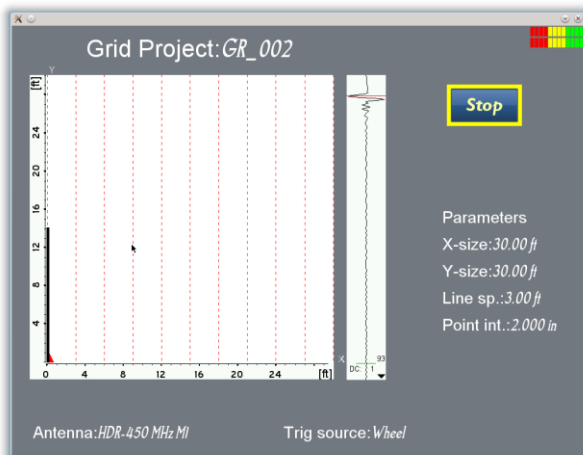 X
Grid Project:GR_002
Y
[ft]
24
20
16
12
8
4
0 4 8 12 16 20 24 [ft]
X
93
DC: 1
Stop
Parameters
X-size:30.00 ft
Y-size:30.00 ft
Line sp.:3.00 ft
Point int.:2.000 in
Antenna:HDR-450 MHz M1
Trig source:Wheel